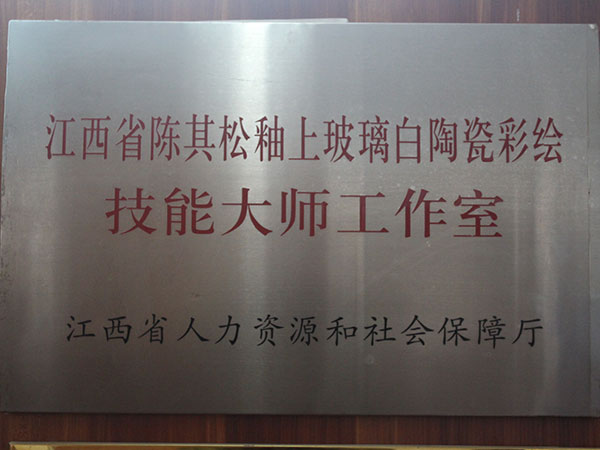 江西省陈其松釉上玻璃白陶瓷彩绘
技能大师工作室
江西省人力资源和社会保障厅